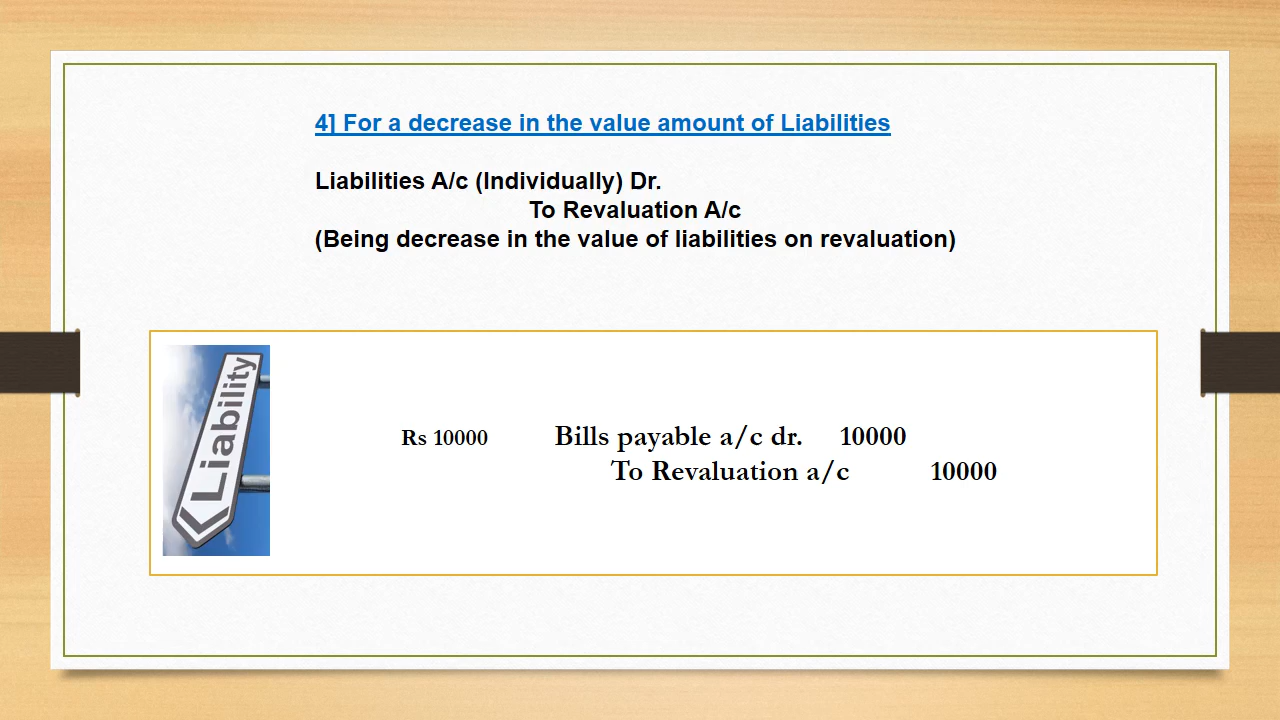 4] For a decrease in the value amount of Liabilities
Liabilities A/c (Individually) Dr.
To Revaluation A/c
(Being decrease in the value of liabilities on revaluation)
Liability
Rs 10000 Bills payable a/c dr. 10000
To Revaluation a/c 10000